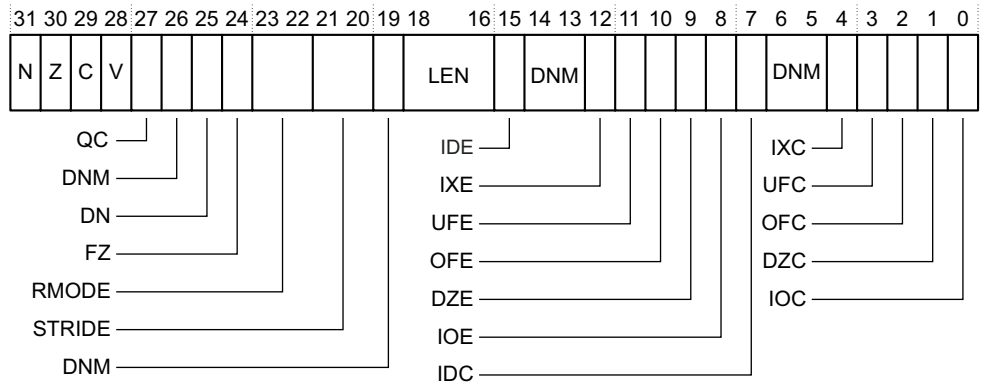 31 30 29 28 27 26 25 24 23 22 21 20 19 18 16 15 14 13 12 11 10 9 8 7 6 5 4 3 2 1 0
N Z C V LEN DNM DNM
QC IDE IXC
DNM IXE UFC
DN UFE OFC
FZ OFE DZC
RMODE DZE IOC
STRIDE IOE
DNM IDC